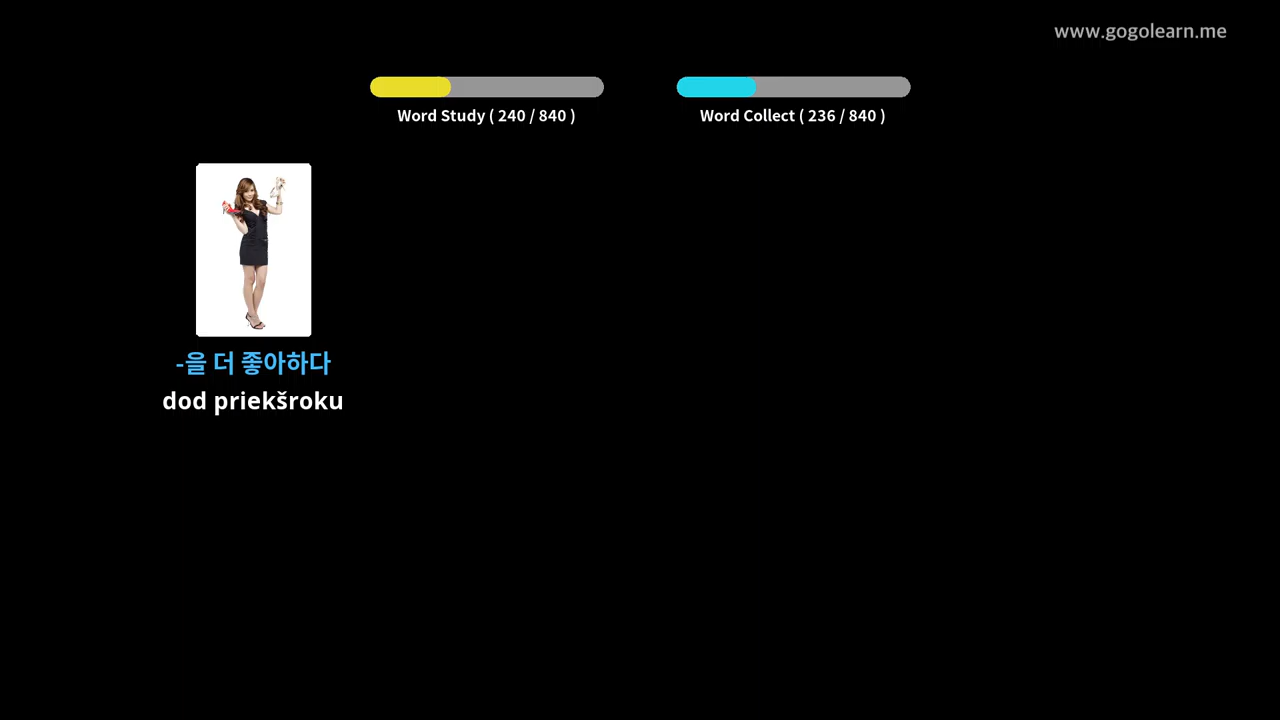 www.gogolearn.me
Word Study ( 240 / 840 )
Word Collect ( 236 / 840 )
-을 더 좋아하다
dod priekšroku